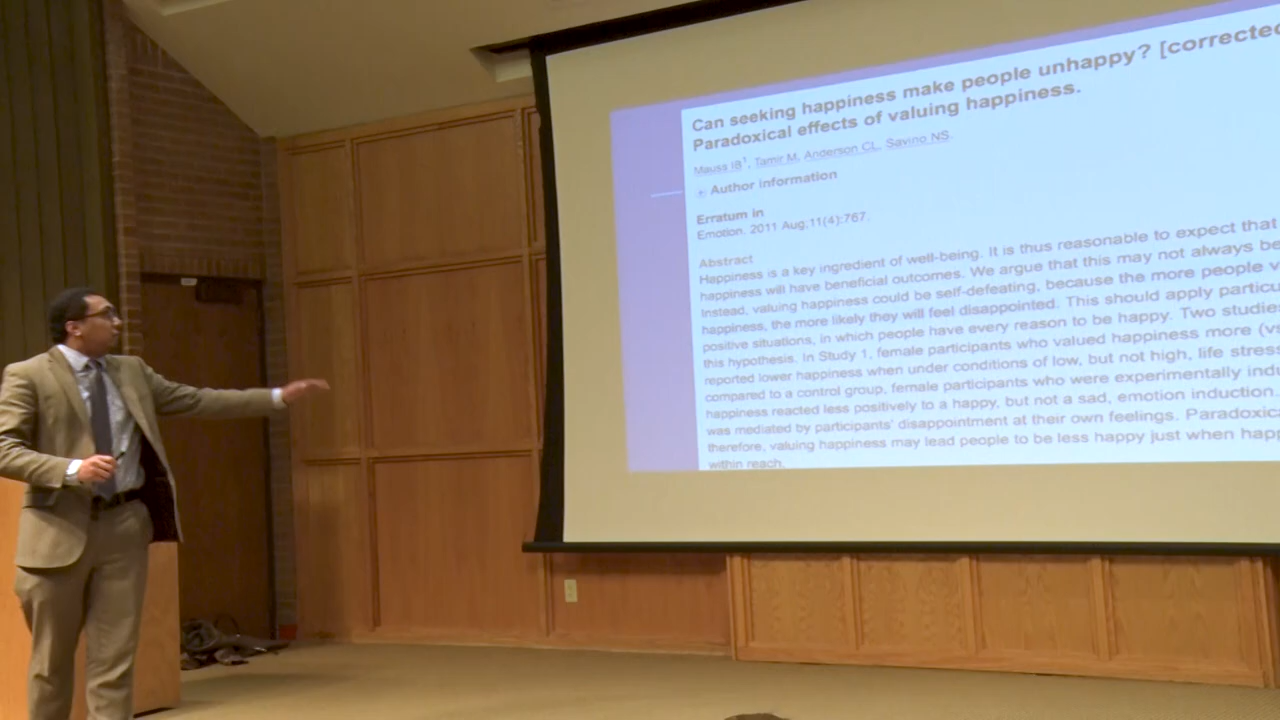 Can seeking happiness make people unhappy? [corrected
Paradoxical effects of valuing happiness.
Mauss IB1, Tamir M, Anderson CL, Savino NS.
+ Author information
Erratum in
Emotion. 2011 Aug;11(4):767.
Abstract
Happiness is a key ingredient of well-being. It is thus reasonable to expect that
happiness will have beneficial outcomes. We argue that this may not always be
Instead, valuing happiness could be self-defeating, because the more people v
happiness, the more likely they will feel disappointed. This should apply particu
positive situations, in which people have every reason to be happy. Two studie
this hypothesis. In Study 1, female participants who valued happiness more (v
reported lower happiness when under conditions of low, but not high, life stress
compared to a control group, female participants who were experimentally indu
happiness reacted less positively to a happy, but not a sad, emotion induction.
was mediated by participants' disappointment at their own feelings. Paradoxica
therefore, valuing happiness may lead people to be less happy just when happ
within reach.